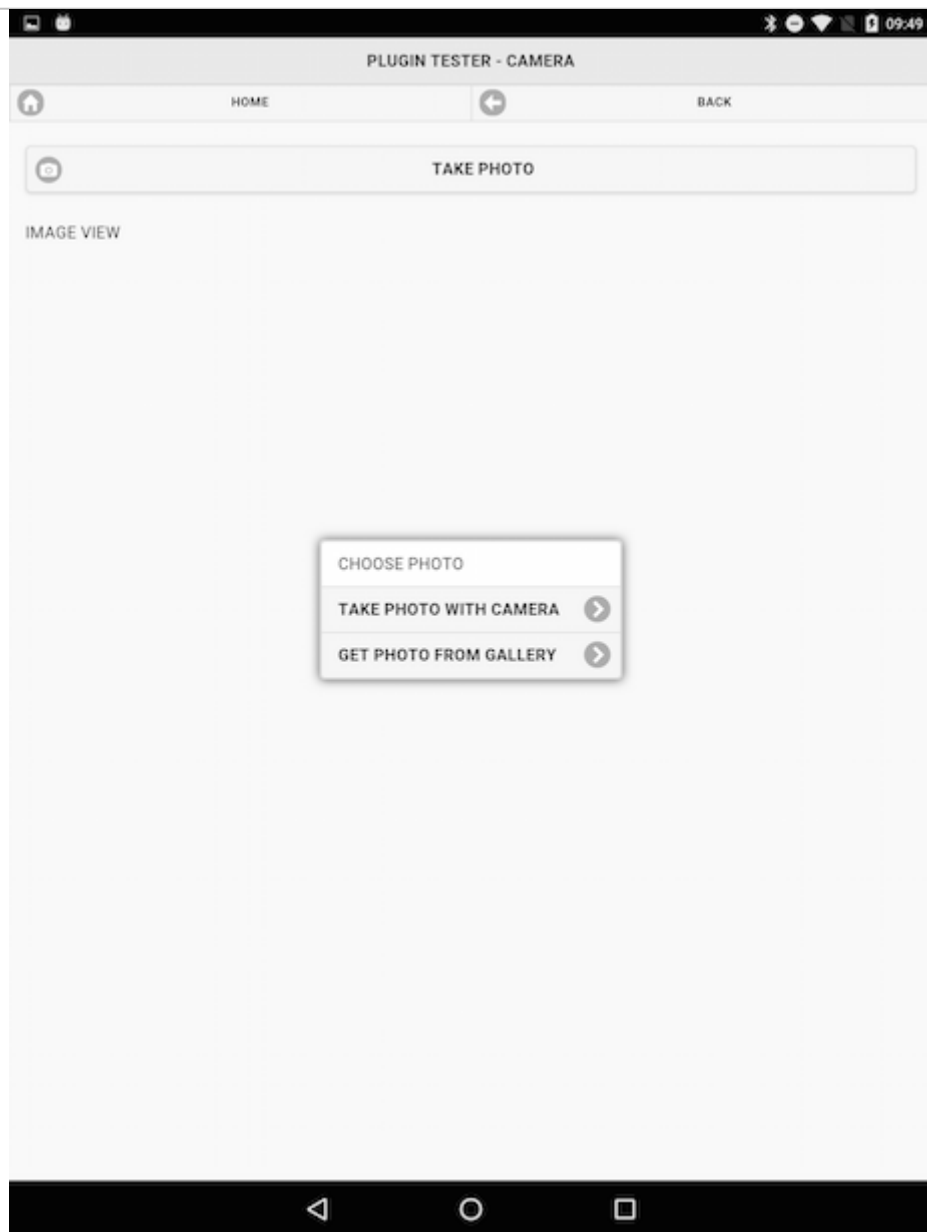 09:49
PLUGIN TESTER - CAMERA
HOME BACK
TAKE PHOTO
IMAGE VIEW
CHOOSE PHOTO
TAKE PHOTO WITH CAMERA
GET PHOTO FROM GALLERY